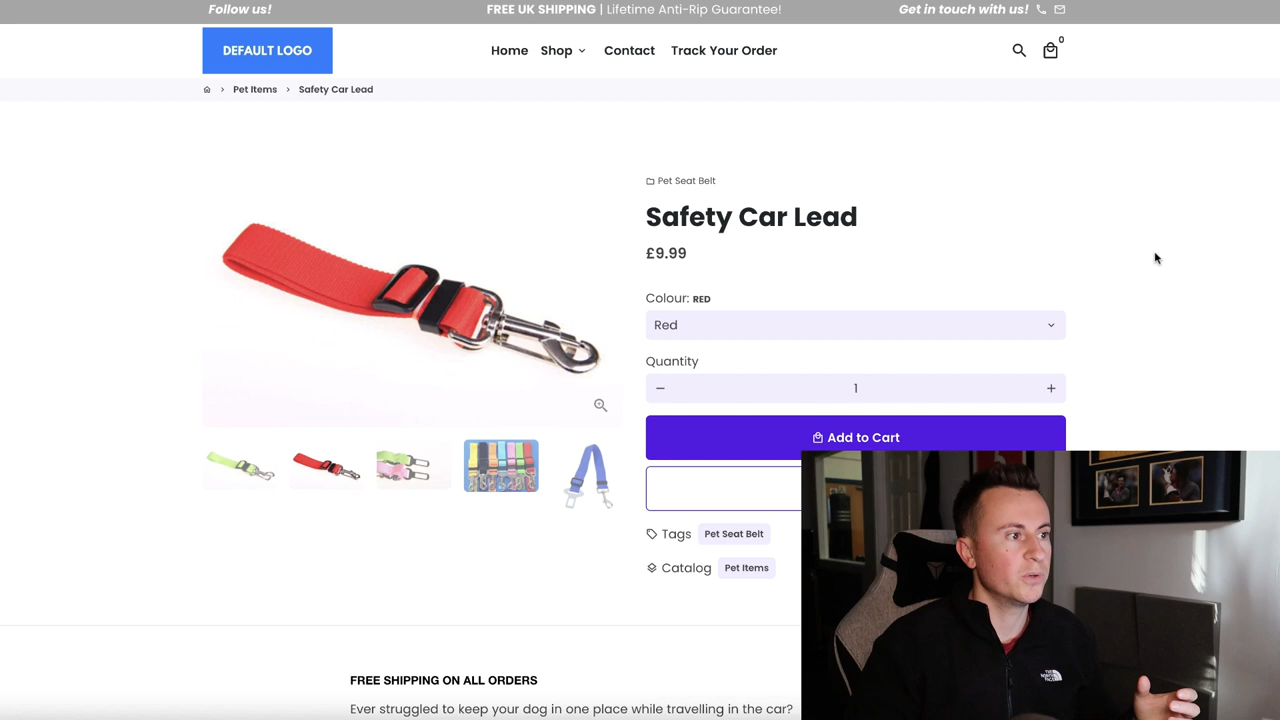 Follow us!
FREE UK SHIPPING | Lifetime Anti-Rip Guarantee!
Get in touch with us!
DEFAULT LOGO
Home
Shop
Contact
Track Your Order
0
Pet Items
Safety Car Lead
Pet Seat Belt
Safety Car Lead
£9.99
Colour: RED
Red
Quantity
1
Add to Cart
Tags
Pet Seat Belt
Catalog
Pet Items
FREE SHIPPING ON ALL ORDERS
Ever struggled to keep your dog in one place while travelling in the car?
THE
NORTH
FACE